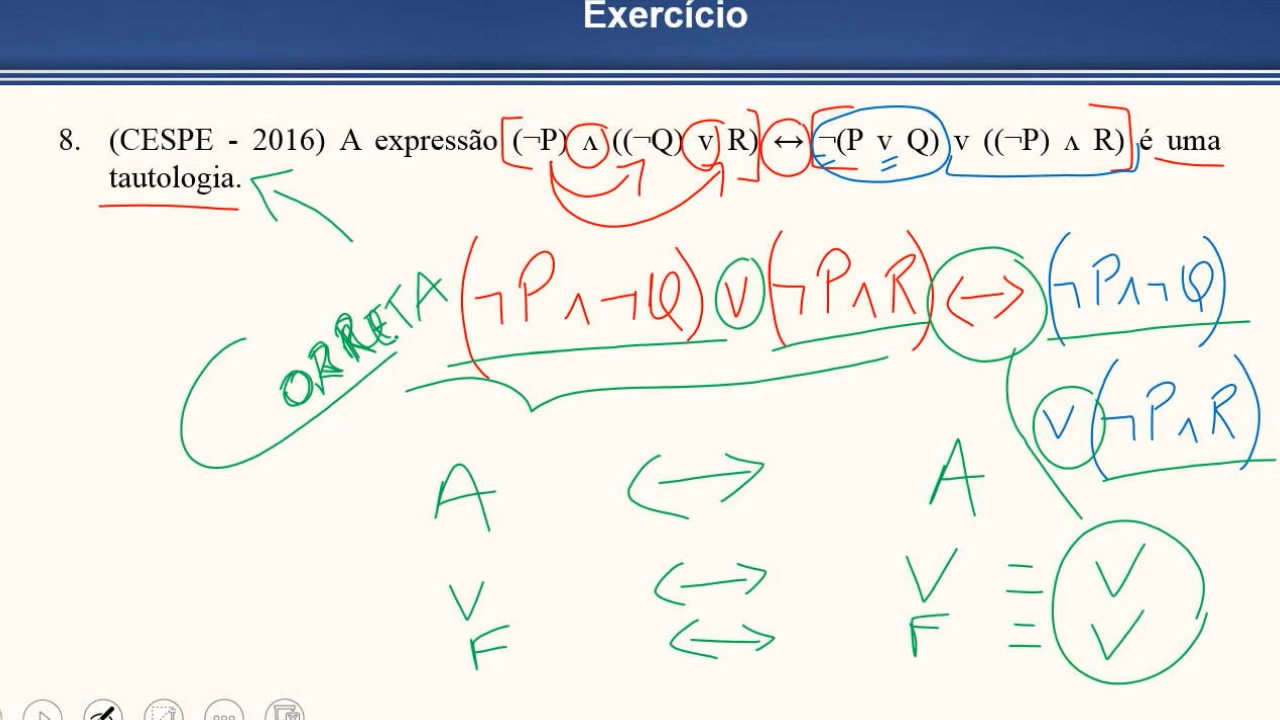 Exercício
8. (CESPE - 2016) A expressão [(¬P) ∧ ((¬Q) v R)] ↔ [¬(P v Q) v ((¬P) ∧ R)] é uma
tautologia.
CORRETA
(¬P∧¬Q) v (¬P∧R) ↔ (¬P∧¬Q)
v (¬P∧R)
A ↔ A
V ↔ V ≡ V
F ↔ F ≡ V